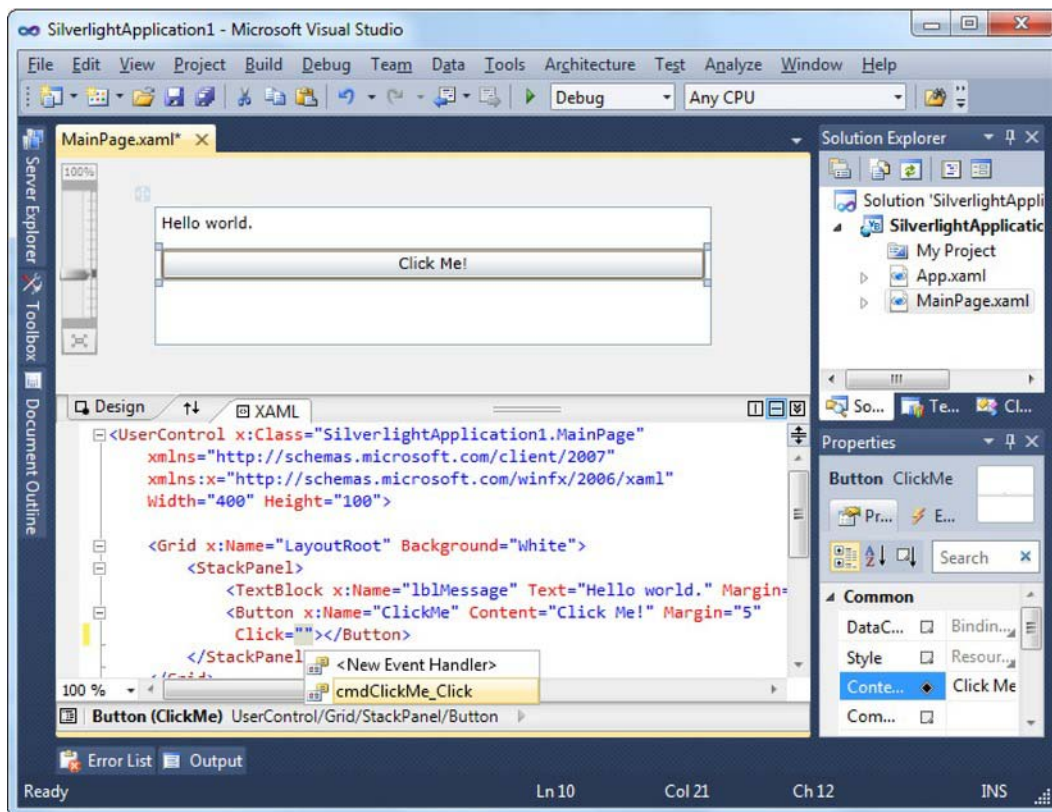 SilverlightApplication1 - Microsoft Visual Studio
File Edit View Project Build Debug Team Data Tools Architecture Test Analyze Window Help
Debug Any CPU
Server Explorer
Toolbox
Document Outline
MainPage.xaml*
100%
Hello world.
Click Me!
Design XAML
<UserControl x:Class="SilverlightApplication1.MainPage"
xmlns="http://schemas.microsoft.com/client/2007"
xmlns:x="http://schemas.microsoft.com/winfx/2006/xaml"
Width="400" Height="100">
<Grid x:Name="LayoutRoot" Background="White">
<StackPanel>
<TextBlock x:Name="lblMessage" Text="Hello world." Margin=
<Button x:Name="ClickMe" Content="Click Me!" Margin="5"
Click=""></Button>
</StackPanel
<New Event Handler>
cmdClickMe_Click
100 %
Button (ClickMe) UserControl/Grid/StackPanel/Button
Solution Explorer
Solution 'SilverlightAppli
SilverlightApplicatic
My Project
App.xaml
MainPage.xaml
So... Te... Cl...
Properties
Button ClickMe
Pr... E...
Search
Common
DataC... Bindin...
Style Resour...
Conte... Click Me
Com...
Error List Output
Ready Ln 10 Col 21 Ch 12 INS